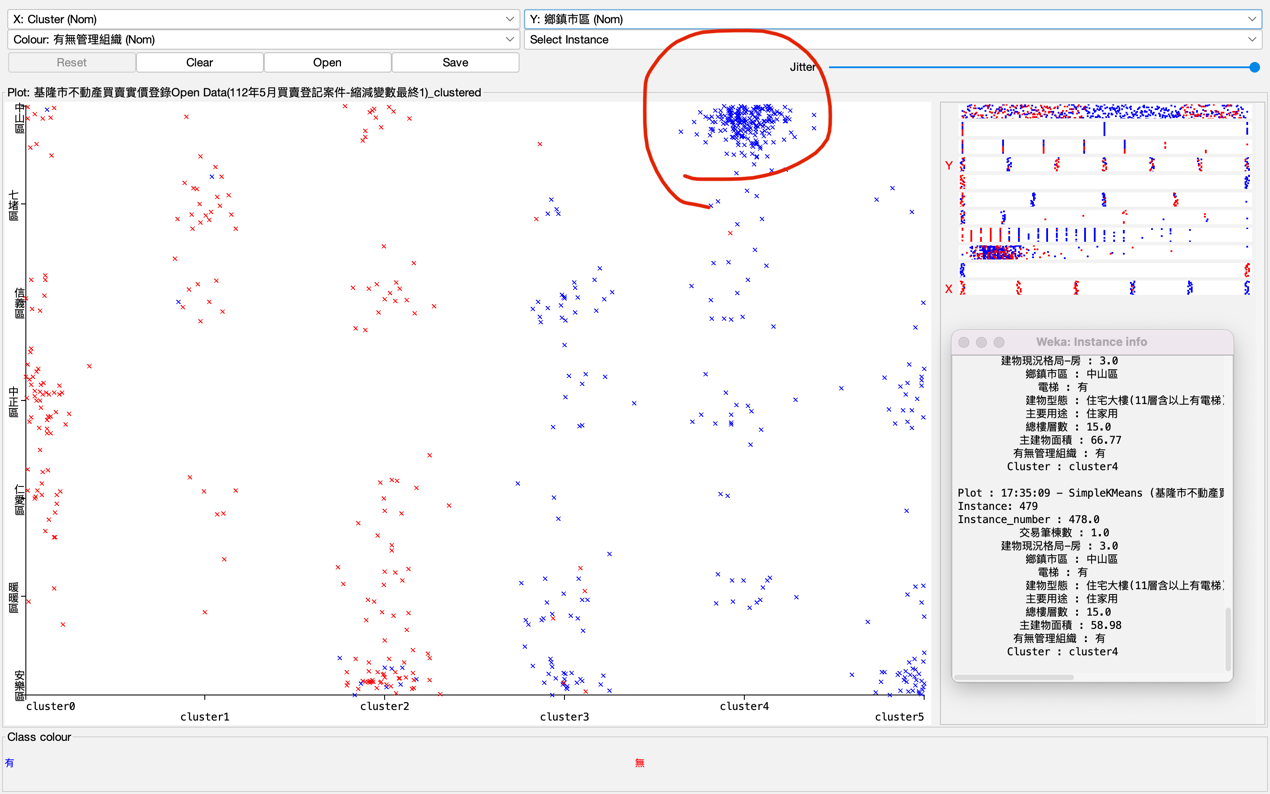 X: Cluster (Nom)
Y: 鄉鎮市區 (Nom)
Colour: 有無管理組織 (Nom)
Select Instance
Reset
Clear
Open
Save
Jitter
Plot: 基隆市不動產買賣實價登錄Open Data(112年5月買賣登記案件-縮減變數最終1)_clustered
中山區
七堵區
信義區
中正區
仁愛區
暖暖區
安樂區
cluster0
cluster1
cluster2
cluster3
cluster4
cluster5
Y
X
Weka: Instance info
建物現況格局-房 : 3.0
鄉鎮市區 : 中山區
電梯 : 有
建物型態 : 住宅大樓(11層含以上有電梯)
主要用途 : 住家用
總樓層數 : 15.0
主建物面積 : 66.77
有無管理組織 : 有
Cluster : cluster4
Plot : 17:35:09 - SimpleKMeans (基隆市不動產買
Instance: 479
Instance_number : 478.0
交易筆棟數 : 1.0
建物現況格局-房 : 3.0
鄉鎮市區 : 中山區
電梯 : 有
建物型態 : 住宅大樓(11層含以上有電梯)
主要用途 : 住家用
總樓層數 : 15.0
主建物面積 : 58.98
有無管理組織 : 有
Cluster : cluster4
Class colour
有
無